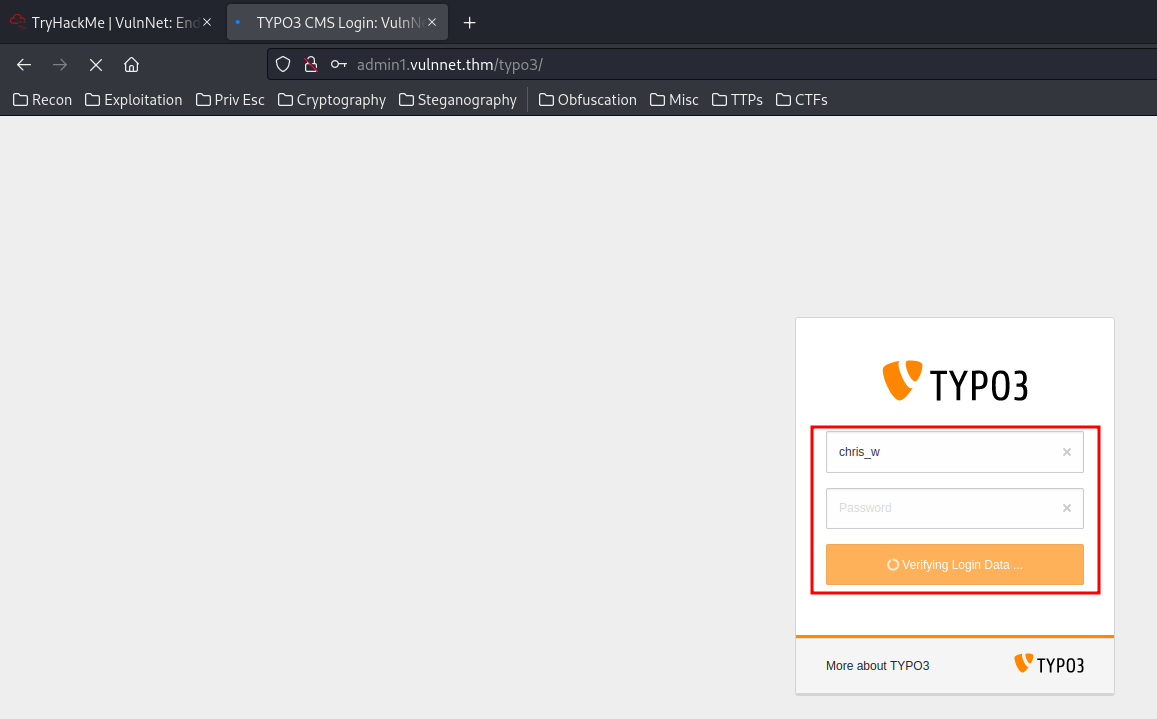 TryHackMe | VulnNet: End
TYPO3 CMS Login: VulnN
admin1.vulnnet.thm/typo3/
Recon Exploitation Priv Esc Cryptography Steganography Obfuscation Misc TTPs CTFs
TYPO3
chris_w
Password
Verifying Login Data ...
More about TYPO3 TYPO3